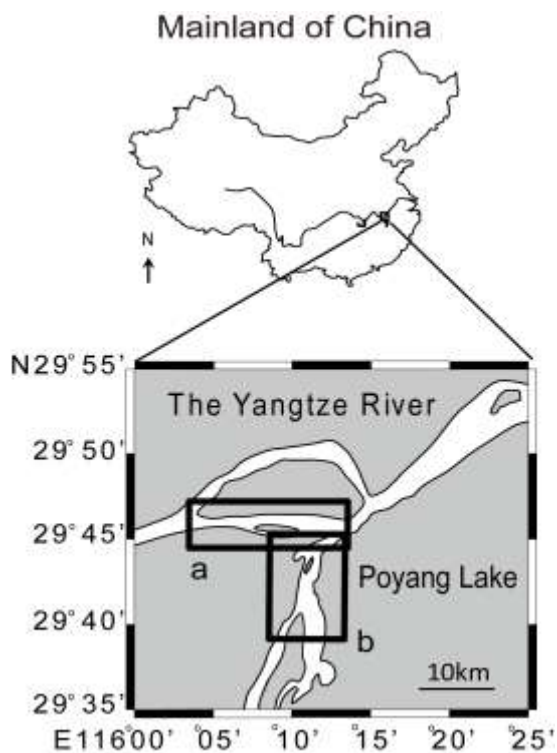 Mainland of China
N
N29°55'
The Yangtze River
29°50'
29°45'
a
Poyang Lake
29°40'
b
10km
29°35'
E116°00' °05' °10' °15' °20' °25'